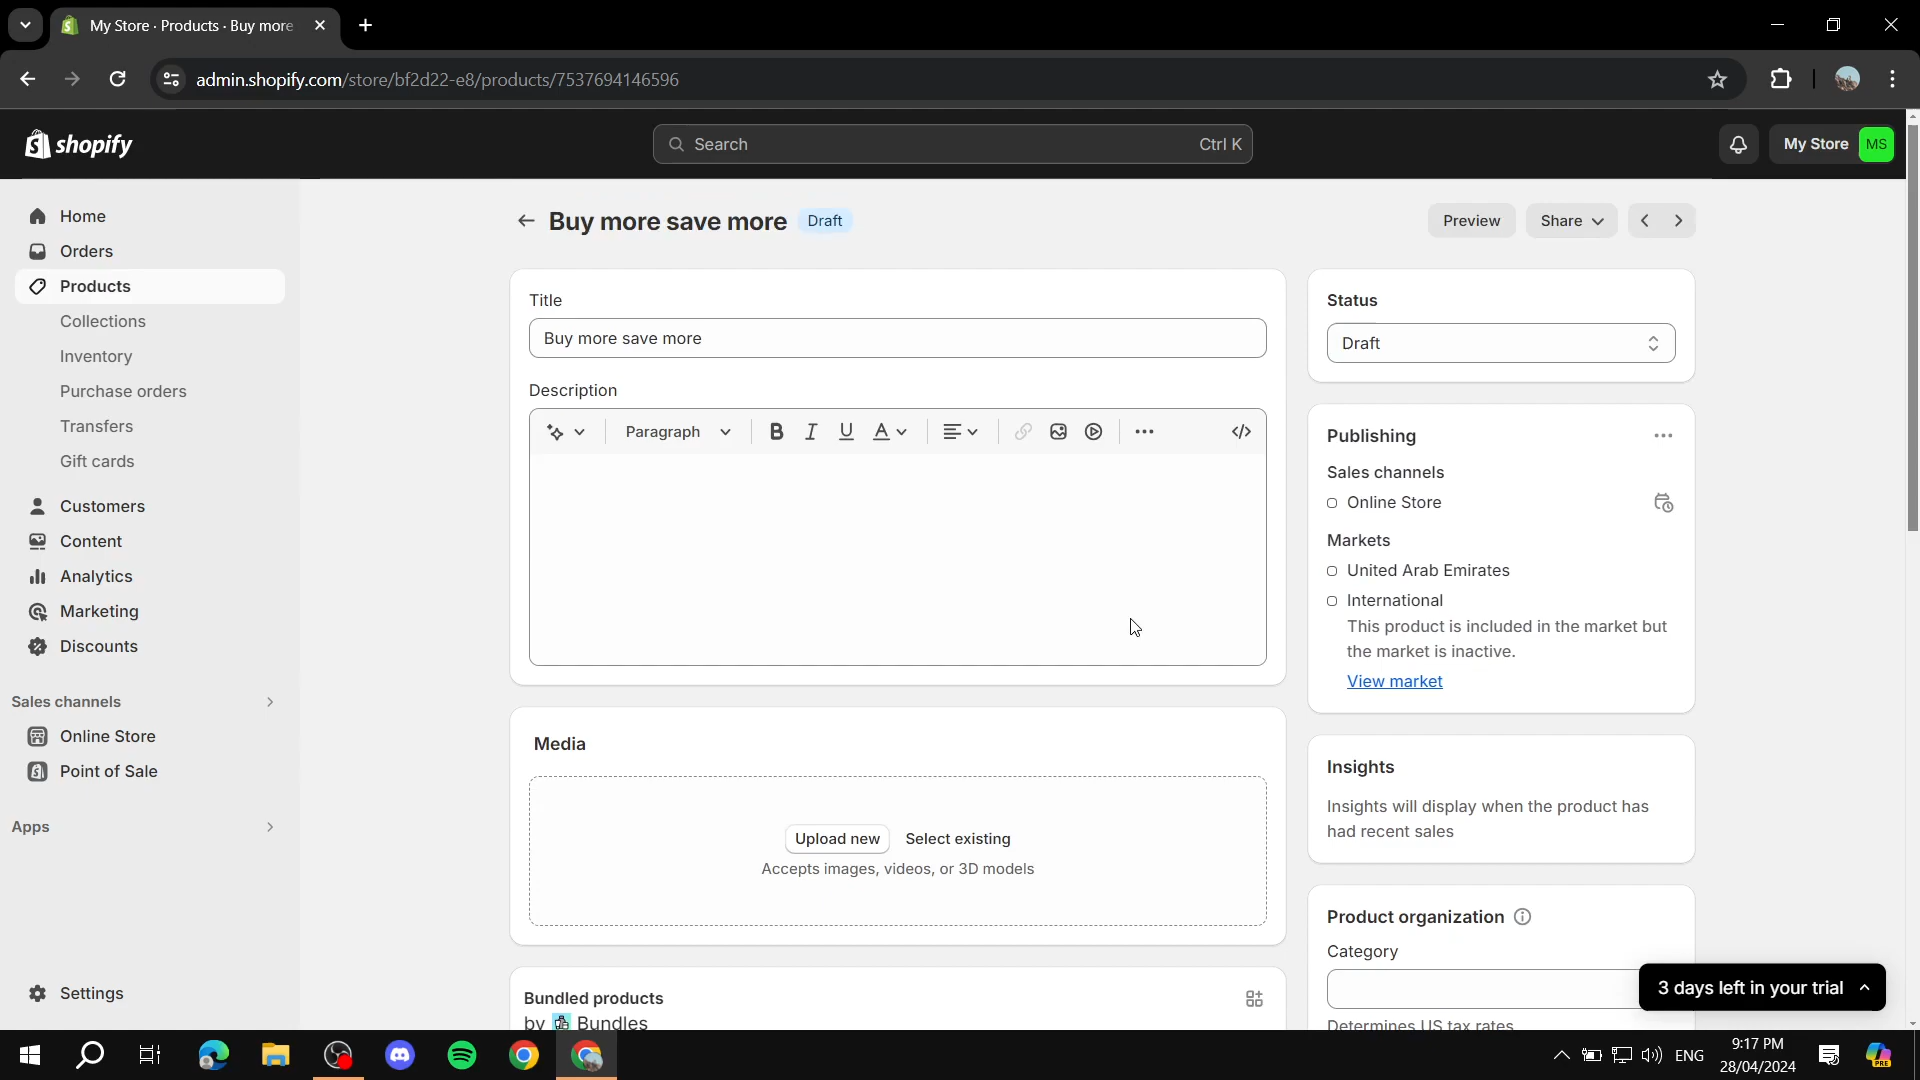 My Store · Products · Buy more
admin.shopify.com/store/bf2d22-e8/products/7537694146596
shopify
Search
Ctrl K
My Store
MS
Home
Orders
Products
Collections
Inventory
Purchase orders
Transfers
Gift cards
Customers
Content
Analytics
Marketing
Discounts
Sales channels
Online Store
Point of Sale
Apps
Settings
Buy more save more
Draft
Preview
Share
Title
Buy more save more
Description
Paragraph
B I U A
Media
Upload new
Select existing
Accepts images, videos, or 3D models
Bundled products
by Bundles
Status
Draft
Publishing
Sales channels
Online Store
Markets
United Arab Emirates
International
This product is included in the market but
the market is inactive.
View market
Insights
Insights will display when the product has
had recent sales
Product organization
Category
Determines US tax rates
3 days left in your trial
ENG
9:17 PM
28/04/2024
PRE